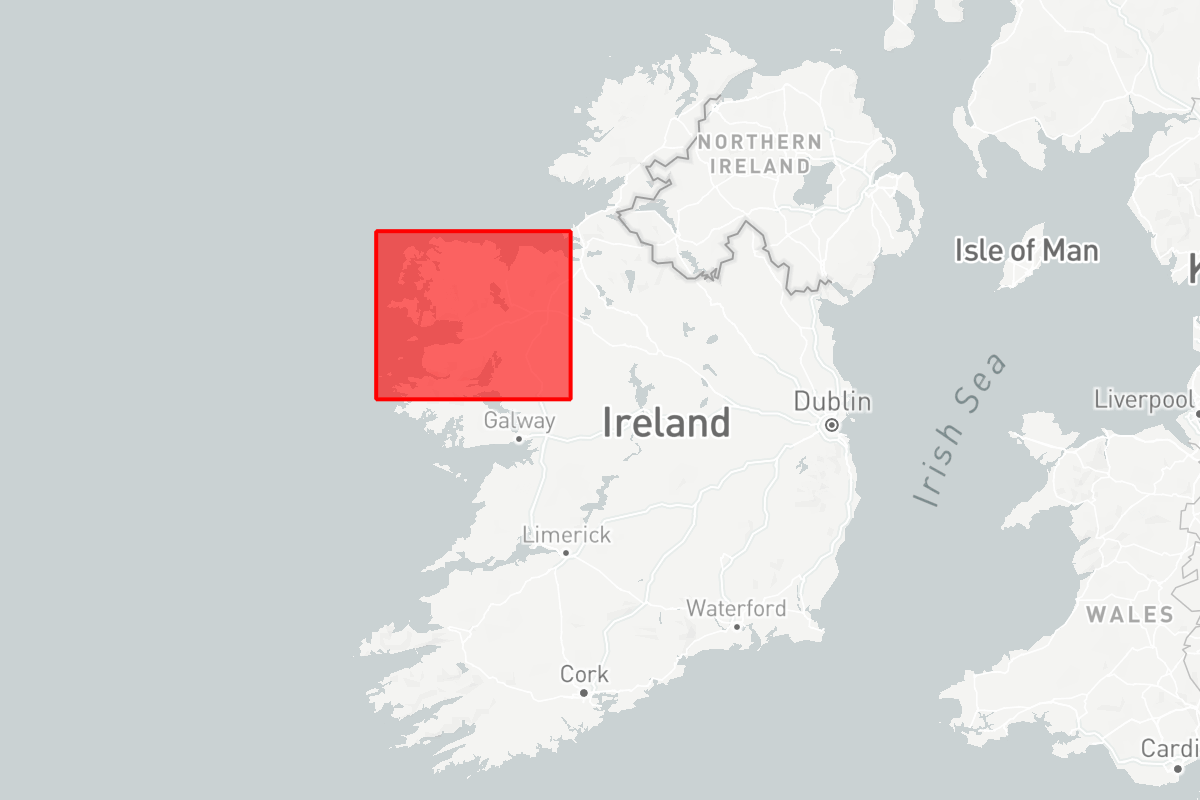 NORTHERN
IRELAND
Isle of Man
K
Irish Sea
Liverpool
Dublin
Ireland
Galway
Limerick
Waterford
WALES
Cork
Cardi